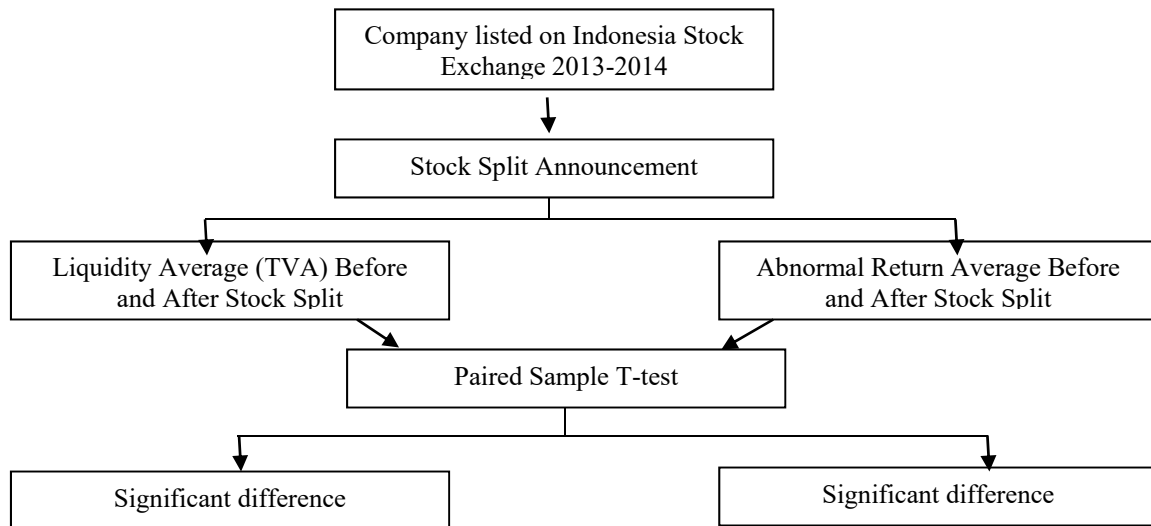 Company listed on Indonesia Stock
Exchange 2013-2014
Stock Split Announcement
Liquidity Average (TVA) Before
and After Stock Split
Abnormal Return Average Before
and After Stock Split
Paired Sample T-test
Significant difference
Significant difference